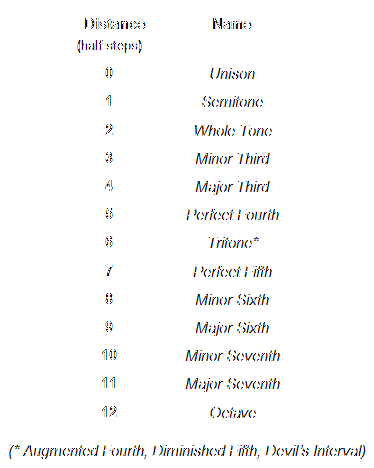 Distance Name
(half steps)
0 Unison
1 Semitone
2 Whole Tone
3 Minor Third
4 Major Third
5 Perfect Fourth
6 Tritone*
7 Perfect Fifth
8 Minor Sixth
9 Major Sixth
10 Minor Seventh
11 Major Seventh
12 Octave
(* Augmented Fourth, Diminished Fifth, Devil's Interval)